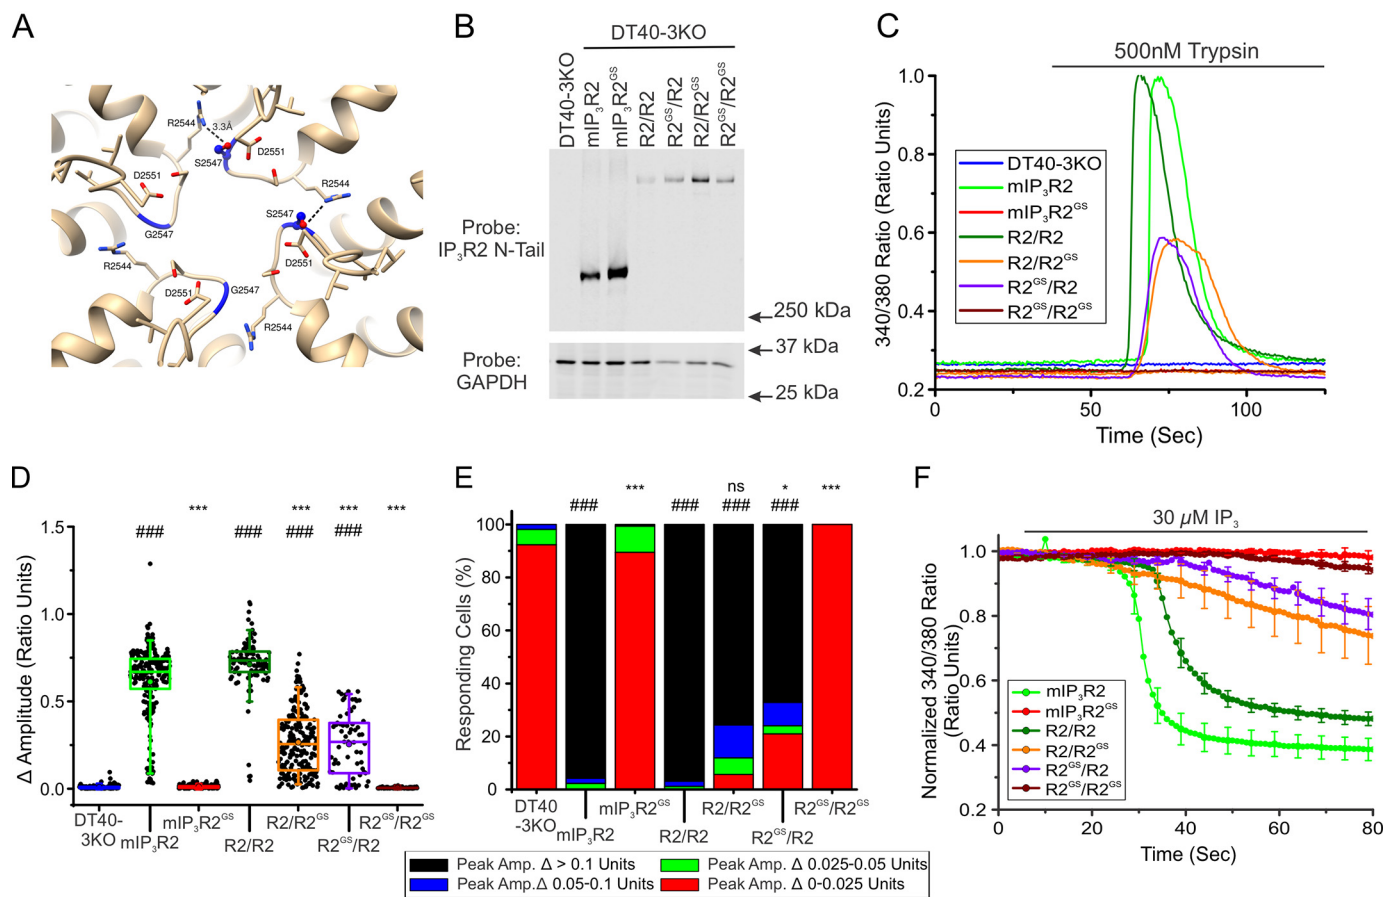 A
R2544
3.3Å
S2547
D2551
D2551
R2544
S2547
G2547
R2544
D2551
D2551
G2547
R2544
B
DT40-3KO
DT40-3KO
mIP₃R2
mIP₃R2ᴳˢ
R2/R2
R2ᴳˢ/R2
R2/R2ᴳˢ
R2ᴳˢ/R2ᴳˢ
Probe:
IP₃R2 N-Tail
250 kDa
Probe:
GAPDH
37 kDa
25 kDa
C
500nM Trypsin
340/380 Ratio (Ratio Units)
1.0
0.8
0.6
0.4
0.2
DT40-3KO
mIP₃R2
mIP₃R2ᴳˢ
R2/R2
R2/R2ᴳˢ
R2ᴳˢ/R2
R2ᴳˢ/R2ᴳˢ
0 50 100
Time (Sec)
D
Δ Amplitude (Ratio Units)
1.5
1.0
0.5
0.0
*** *** *** ***
### ### ### ###
DT40-
3KO
mIP₃R2
mIP₃R2ᴳˢ
R2/R2
R2/R2ᴳˢ
R2ᴳˢ/R2
R2ᴳˢ/R2ᴳˢ
E
Responding Cells (%)
100
80
60
40
20
0
*** ns * ***
### ### ### ###
DT40
-3KO
mIP₃R2
mIP₃R2ᴳˢ
R2/R2
R2/R2ᴳˢ
R2ᴳˢ/R2
R2ᴳˢ/R2ᴳˢ
Peak Amp. Δ > 0.1 Units
Peak Amp. Δ 0.025-0.05 Units
Peak Amp.Δ 0.05-0.1 Units
Peak Amp. Δ 0-0.025 Units
F
30 µM IP₃
Normalized 340/380 Ratio
(Ratio Units)
1.0
0.8
0.6
0.4
0.2
mIP₃R2
mIP₃R2ᴳˢ
R2/R2
R2/R2ᴳˢ
R2ᴳˢ/R2
R2ᴳˢ/R2ᴳˢ
0 20 40 60 80
Time (Sec)